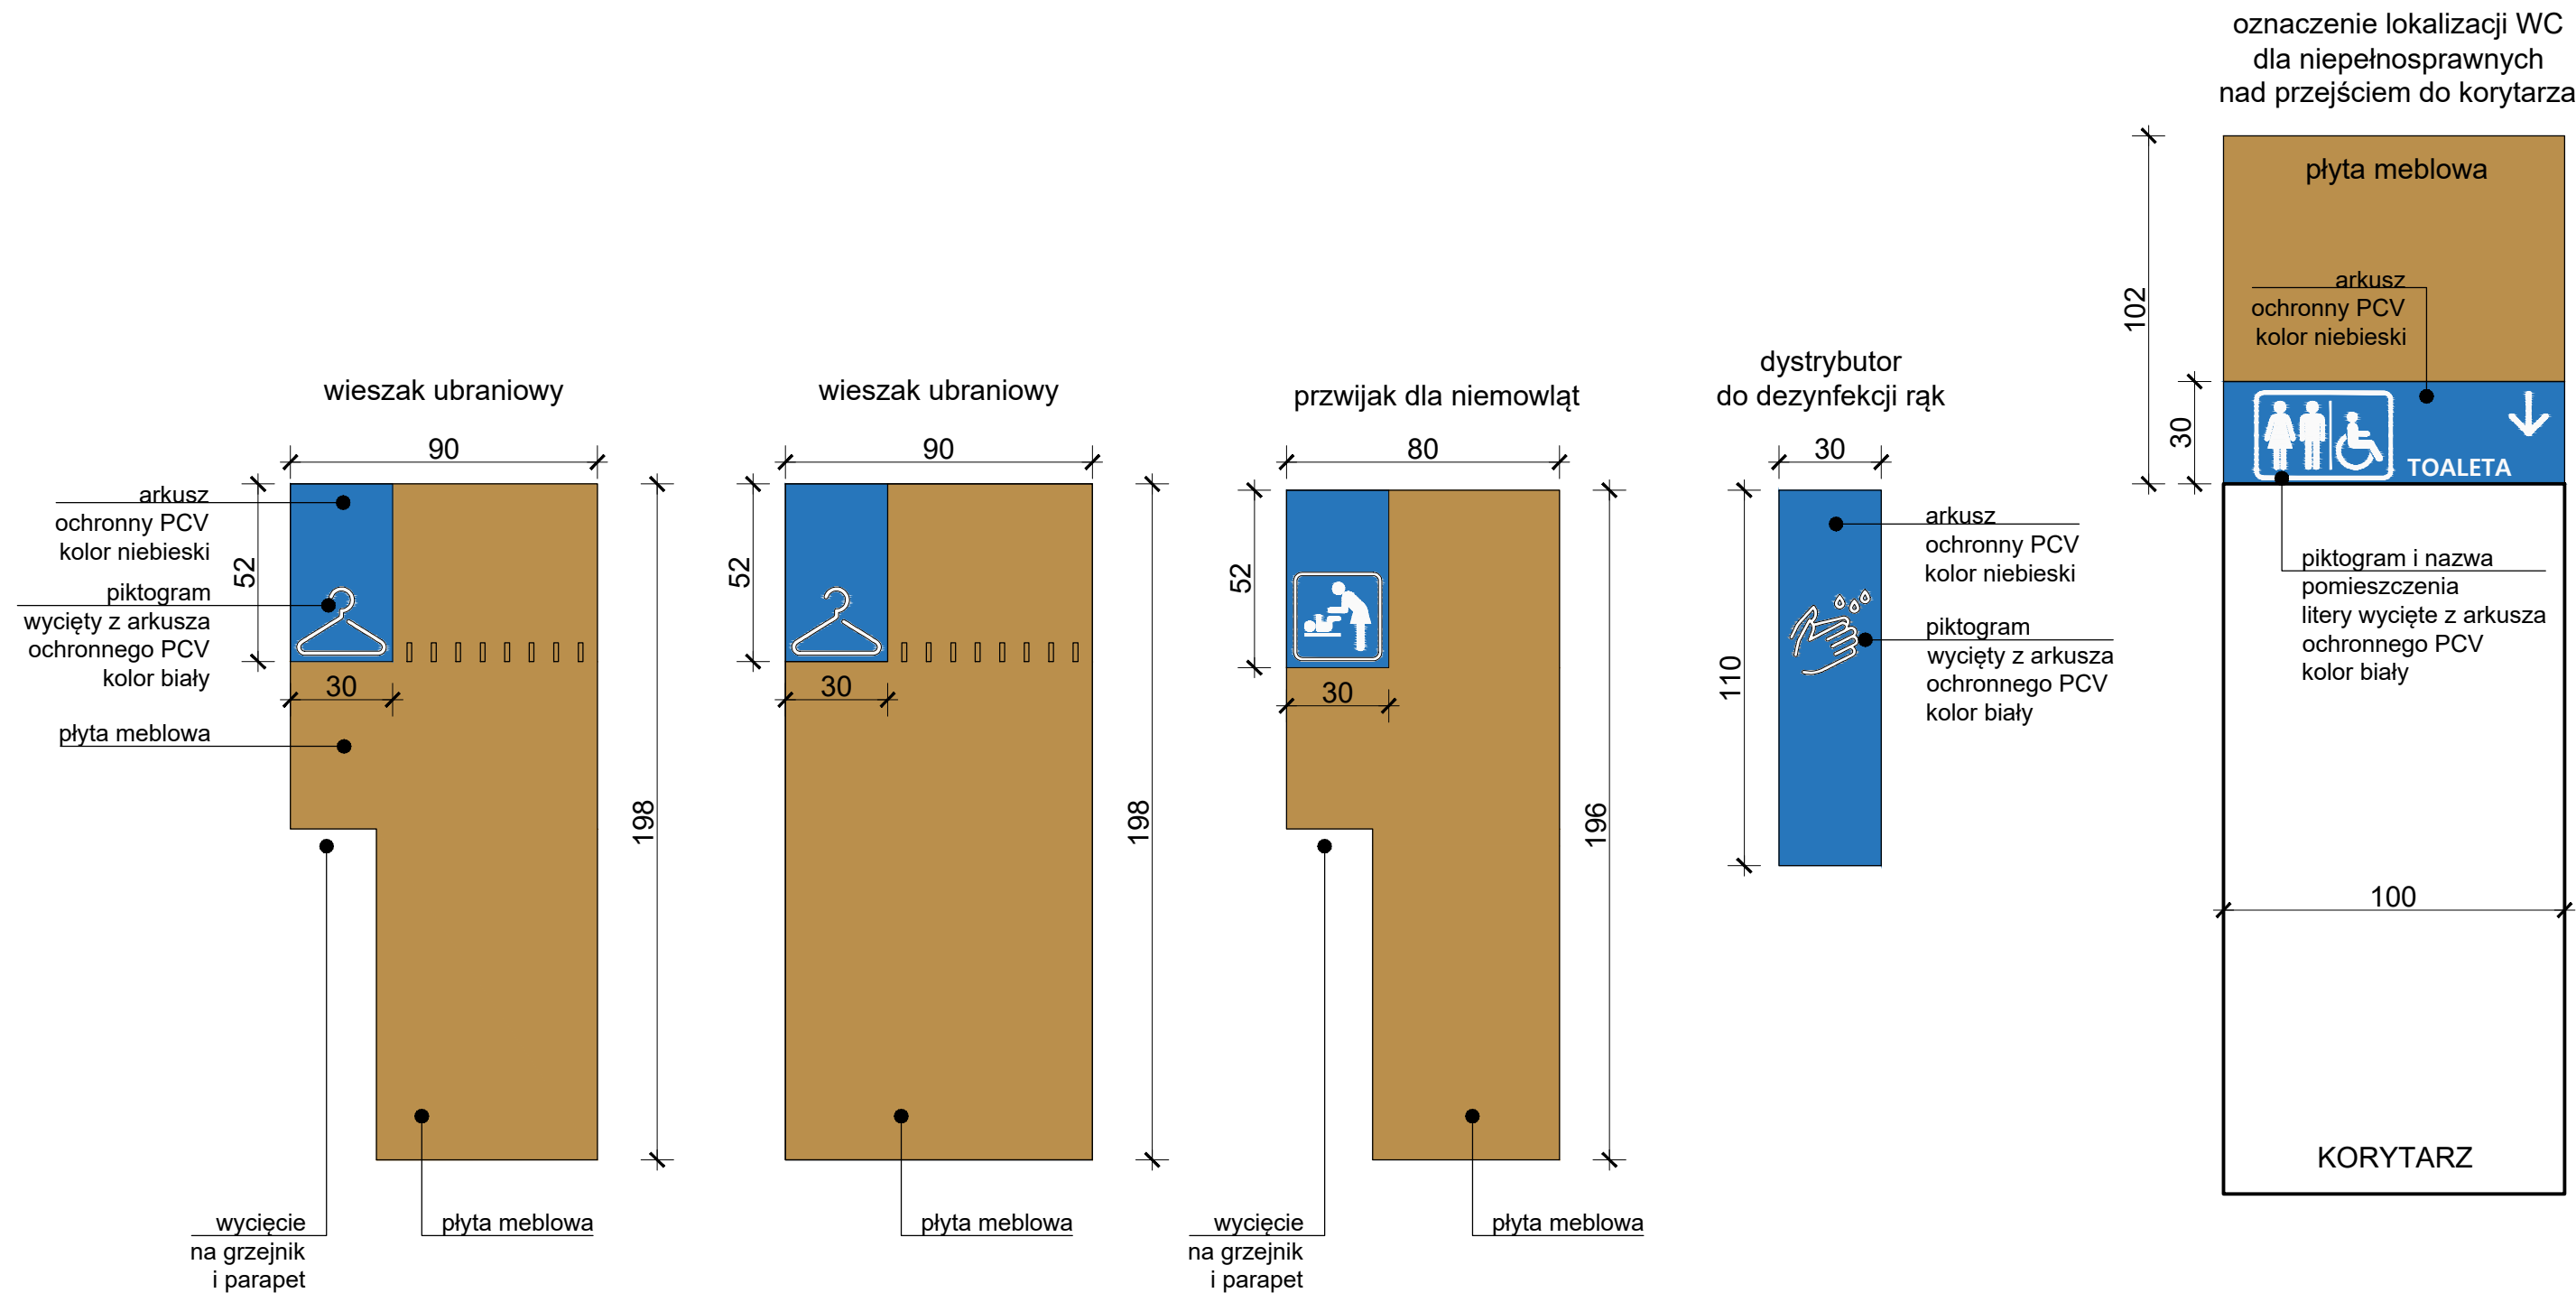 wieszak ubraniowy
90
arkusz
ochronny PCV
kolor niebieski
52
piktogram
wycięty z arkusza
ochronnego PCV
kolor biały
30
płyta meblowa
198
wycięcie
na grzejnik
i parapet
płyta meblowa
wieszak ubraniowy
90
52
30
198
płyta meblowa
przwijak dla niemowląt
80
52
30
196
wycięcie
na grzejnik
i parapet
płyta meblowa
dystrybutor
do dezynfekcji rąk
30
110
arkusz
ochronny PCV
kolor niebieski
piktogram
wycięty z arkusza
ochronnego PCV
kolor biały
oznaczenie lokalizacji WC
dla niepełnosprawnych
nad przejściem do korytarza
płyta meblowa
102
arkusz
ochronny PCV
kolor niebieski
30
TOALETA
piktogram i nazwa
pomieszczenia
litery wycięte z arkusza
ochronnego PCV
kolor biały
100
KORYTARZ